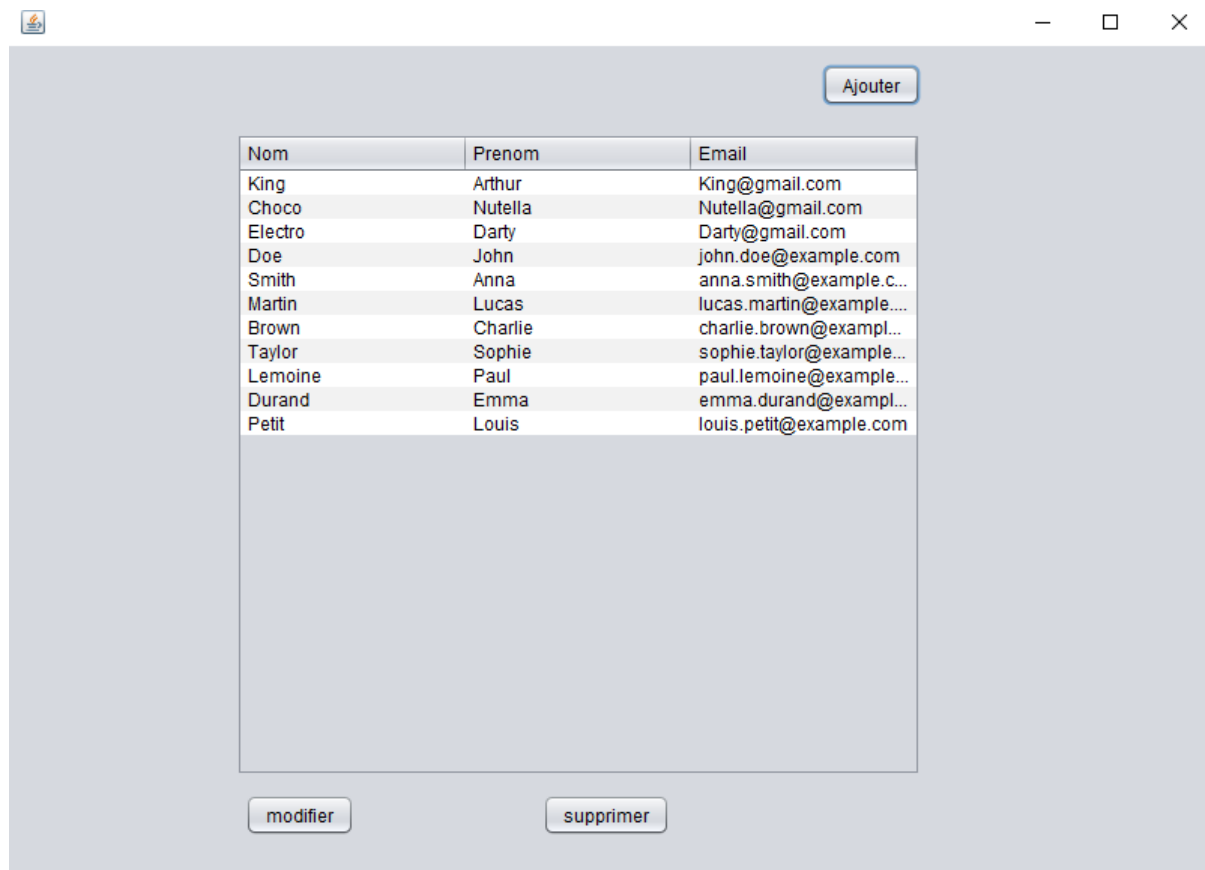 Ajouter
Nom Prenom Email
King Arthur King@gmail.com
Choco Nutella Nutella@gmail.com
Electro Darty Darty@gmail.com
Doe John john.doe@example.com
Smith Anna anna.smith@example.c...
Martin Lucas lucas.martin@example....
Brown Charlie charlie.brown@exampl...
Taylor Sophie sophie.taylor@example...
Lemoine Paul paul.lemoine@example...
Durand Emma emma.durand@exampl...
Petit Louis louis.petit@example.com
modifier supprimer